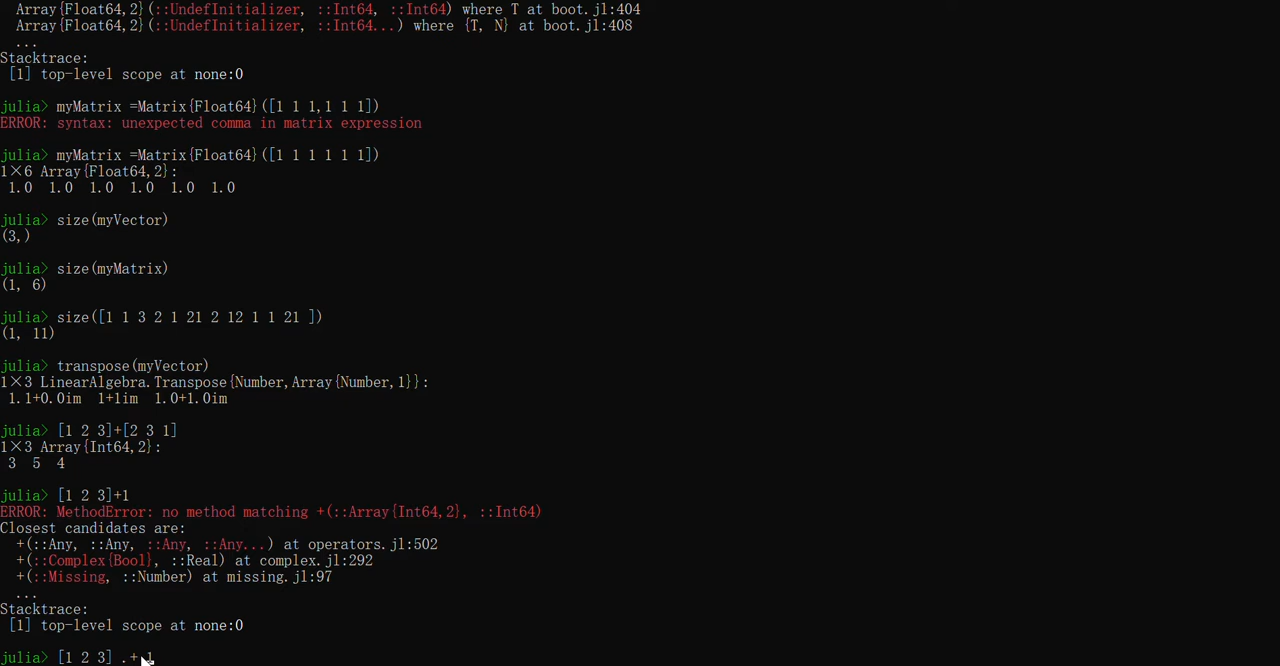 Array{Float64,2}(::UndefInitializer, ::Int64, ::Int64) where T at boot.jl:404
Array{Float64,2}(::UndefInitializer, ::Int64...) where {T, N} at boot.jl:408
...
Stacktrace:
[1] top-level scope at none:0
julia> myMatrix =Matrix{Float64}([1 1 1,1 1 1])
ERROR: syntax: unexpected comma in matrix expression
julia> myMatrix =Matrix{Float64}([1 1 1 1 1 1])
1×6 Array{Float64,2}:
1.0 1.0 1.0 1.0 1.0 1.0
julia> size(myVector)
(3,)
julia> size(myMatrix)
(1, 6)
julia> size([1 1 3 2 1 21 2 12 1 1 21 ])
(1, 11)
julia> transpose(myVector)
1×3 LinearAlgebra.Transpose{Number,Array{Number,1}}:
1.1+0.0im 1+1im 1.0+1.0im
julia> [1 2 3]+[2 3 1]
1×3 Array{Int64,2}:
3 5 4
julia> [1 2 3]+1
ERROR: MethodError: no method matching +(::Array{Int64,2}, ::Int64)
Closest candidates are:
+(::Any, ::Any, ::Any, ::Any...) at operators.jl:502
+(::Complex{Bool}, ::Real) at complex.jl:292
+(::Missing, ::Number) at missing.jl:97
...
Stacktrace:
[1] top-level scope at none:0
julia> [1 2 3] .+ 1